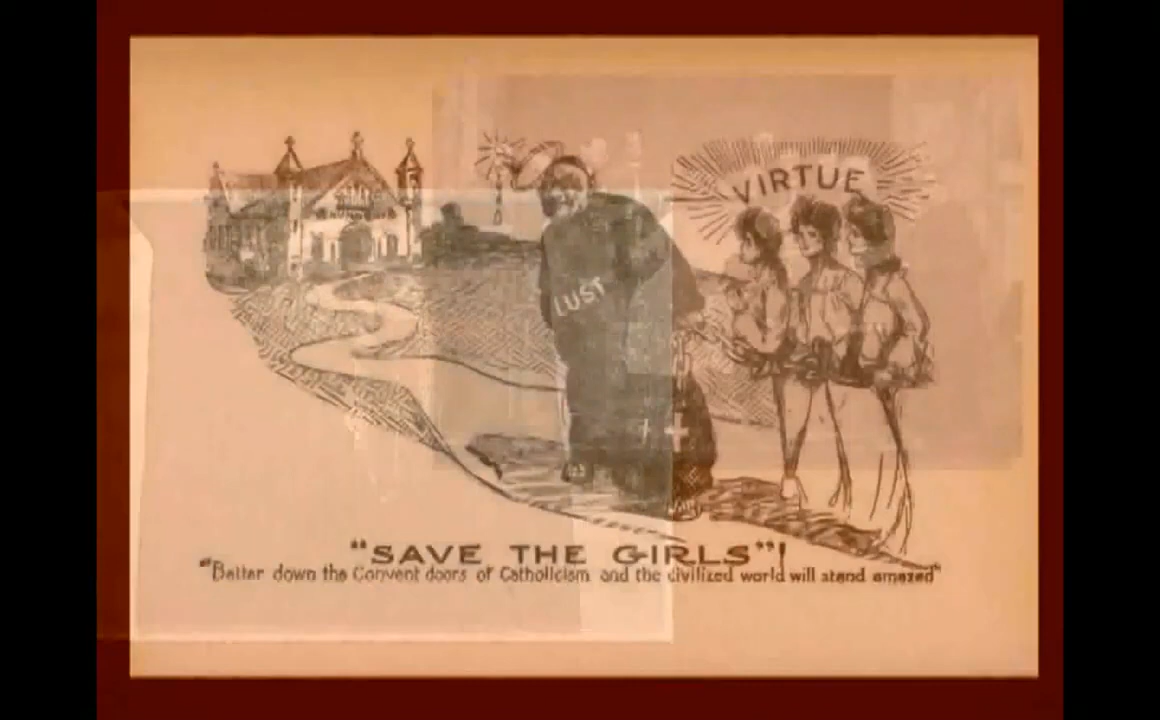 VIRTUE
LUST
"SAVE THE GIRLS"!
"Batter down the Convent doors of Catholicism and the civilized world will stand amazed"